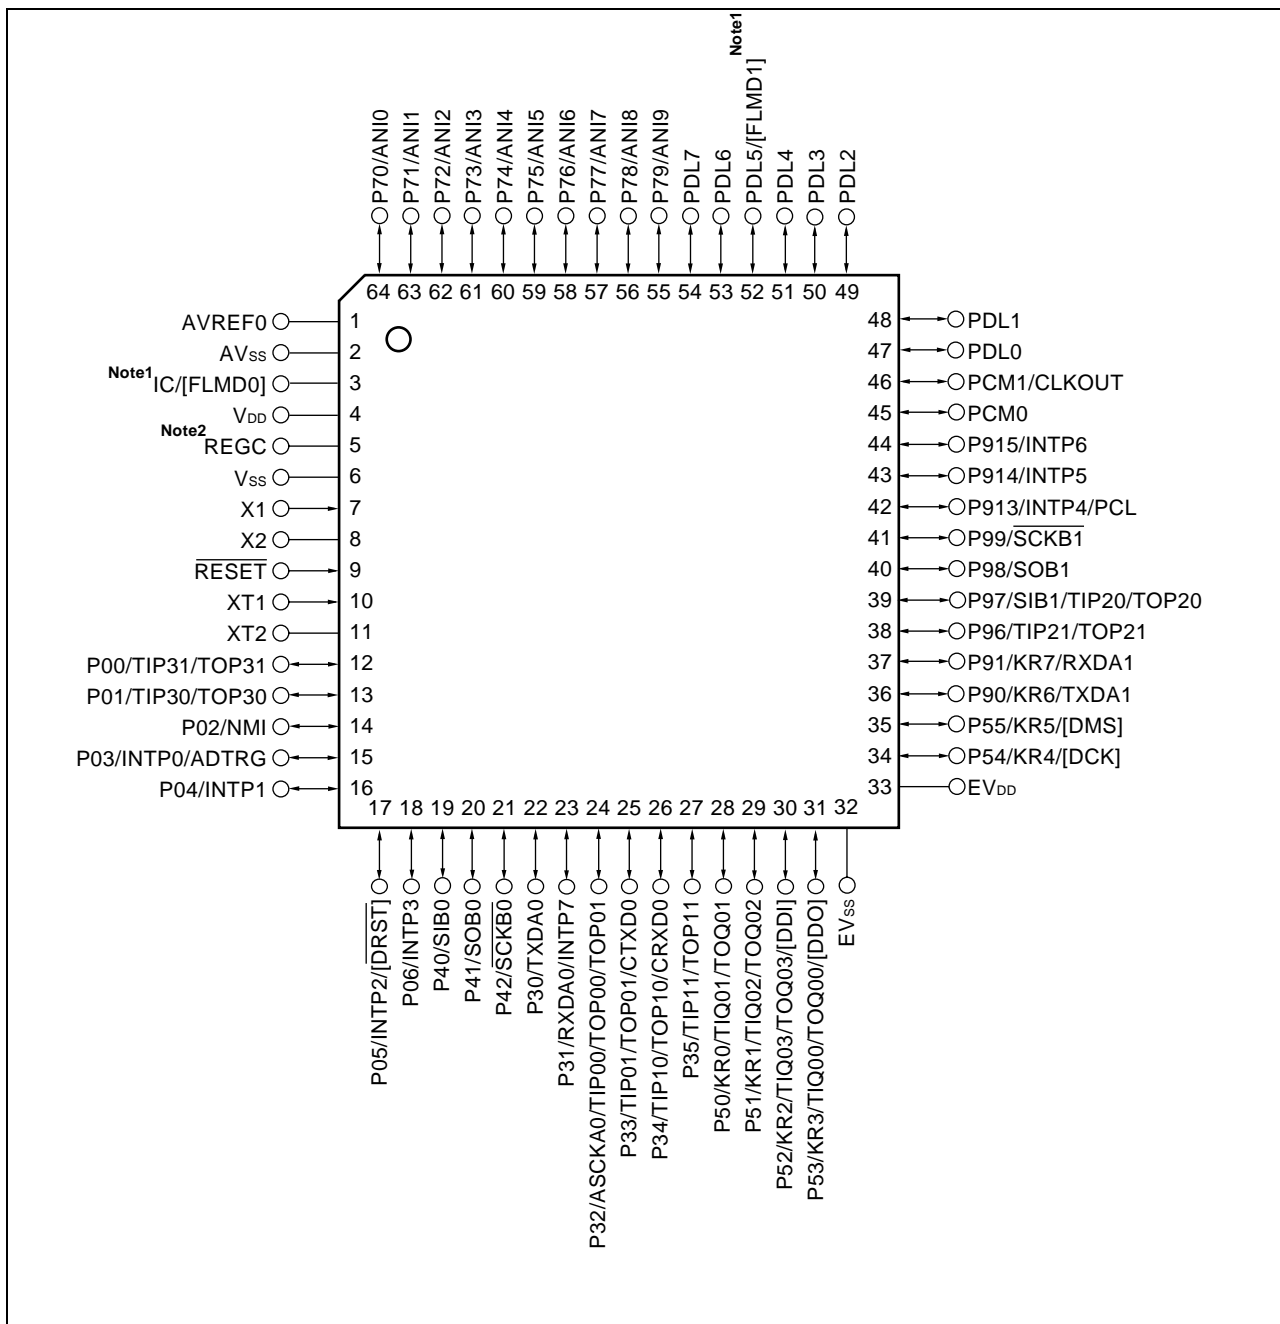 Note1
P70/ANI0
P71/ANI1
P72/ANI2
P73/ANI3
P74/ANI4
P75/ANI5
P76/ANI6
P77/ANI7
P78/ANI8
P79/ANI9
PDL7
PDL6
PDL5/[FLMD1]
PDL4
PDL3
PDL2
64 63 62 61 60 59 58 57 56 55 54 53 52 51 50 49
AVREF0 1
AVSS 2
Note1 IC/[FLMD0] 3
VDD 4
Note2 REGC 5
VSS 6
X1 7
X2 8
RESET 9
XT1 10
XT2 11
P00/TIP31/TOP31 12
P01/TIP30/TOP30 13
P02/NMI 14
P03/INTP0/ADTRG 15
P04/INTP1 16
48 PDL1
47 PDL0
46 PCM1/CLKOUT
45 PCM0
44 P915/INTP6
43 P914/INTP5
42 P913/INTP4/PCL
41 P99/SCKB1
40 P98/SOB1
39 P97/SIB1/TIP20/TOP20
38 P96/TIP21/TOP21
37 P91/KR7/RXDA1
36 P90/KR6/TXDA1
35 P55/KR5/[DMS]
34 P54/KR4/[DCK]
33 EVDD
17 18 19 20 21 22 23 24 25 26 27 28 29 30 31 32
P05/INTP2/[DRST]
P06/INTP3
P40/SIB0
P41/SOB0
P42/SCKB0
P30/TXDA0
P31/RXDA0/INTP7
P32/ASCKA0/TIP00/TOP00/TOP01
P33/TIP01/TOP01/CTXD0
P34/TIP10/TOP10/CRXD0
P35/TIP11/TOP11
P50/KR0/TIQ01/TOQ01
P51/KR1/TIQ02/TOQ02
P52/KR2/TIQ03/TOQ03/[DDI]
P53/KR3/TIQ00/TOQ00/[DDO]
EVSS